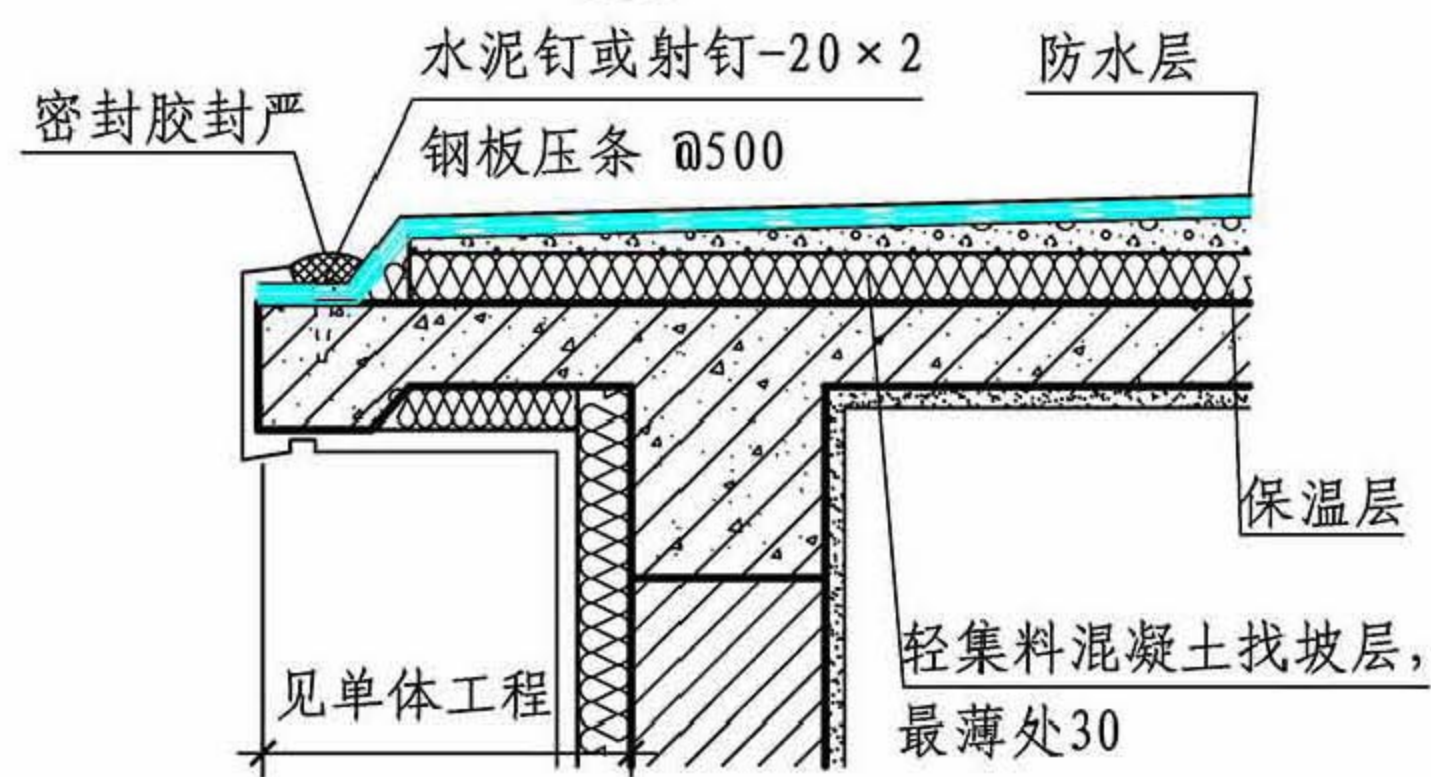 水泥钉或射钉-20×2
防水层
密封胶封严
钢板压条 @500
保温层
轻集料混凝土找坡层，
见单体工程
最薄处30